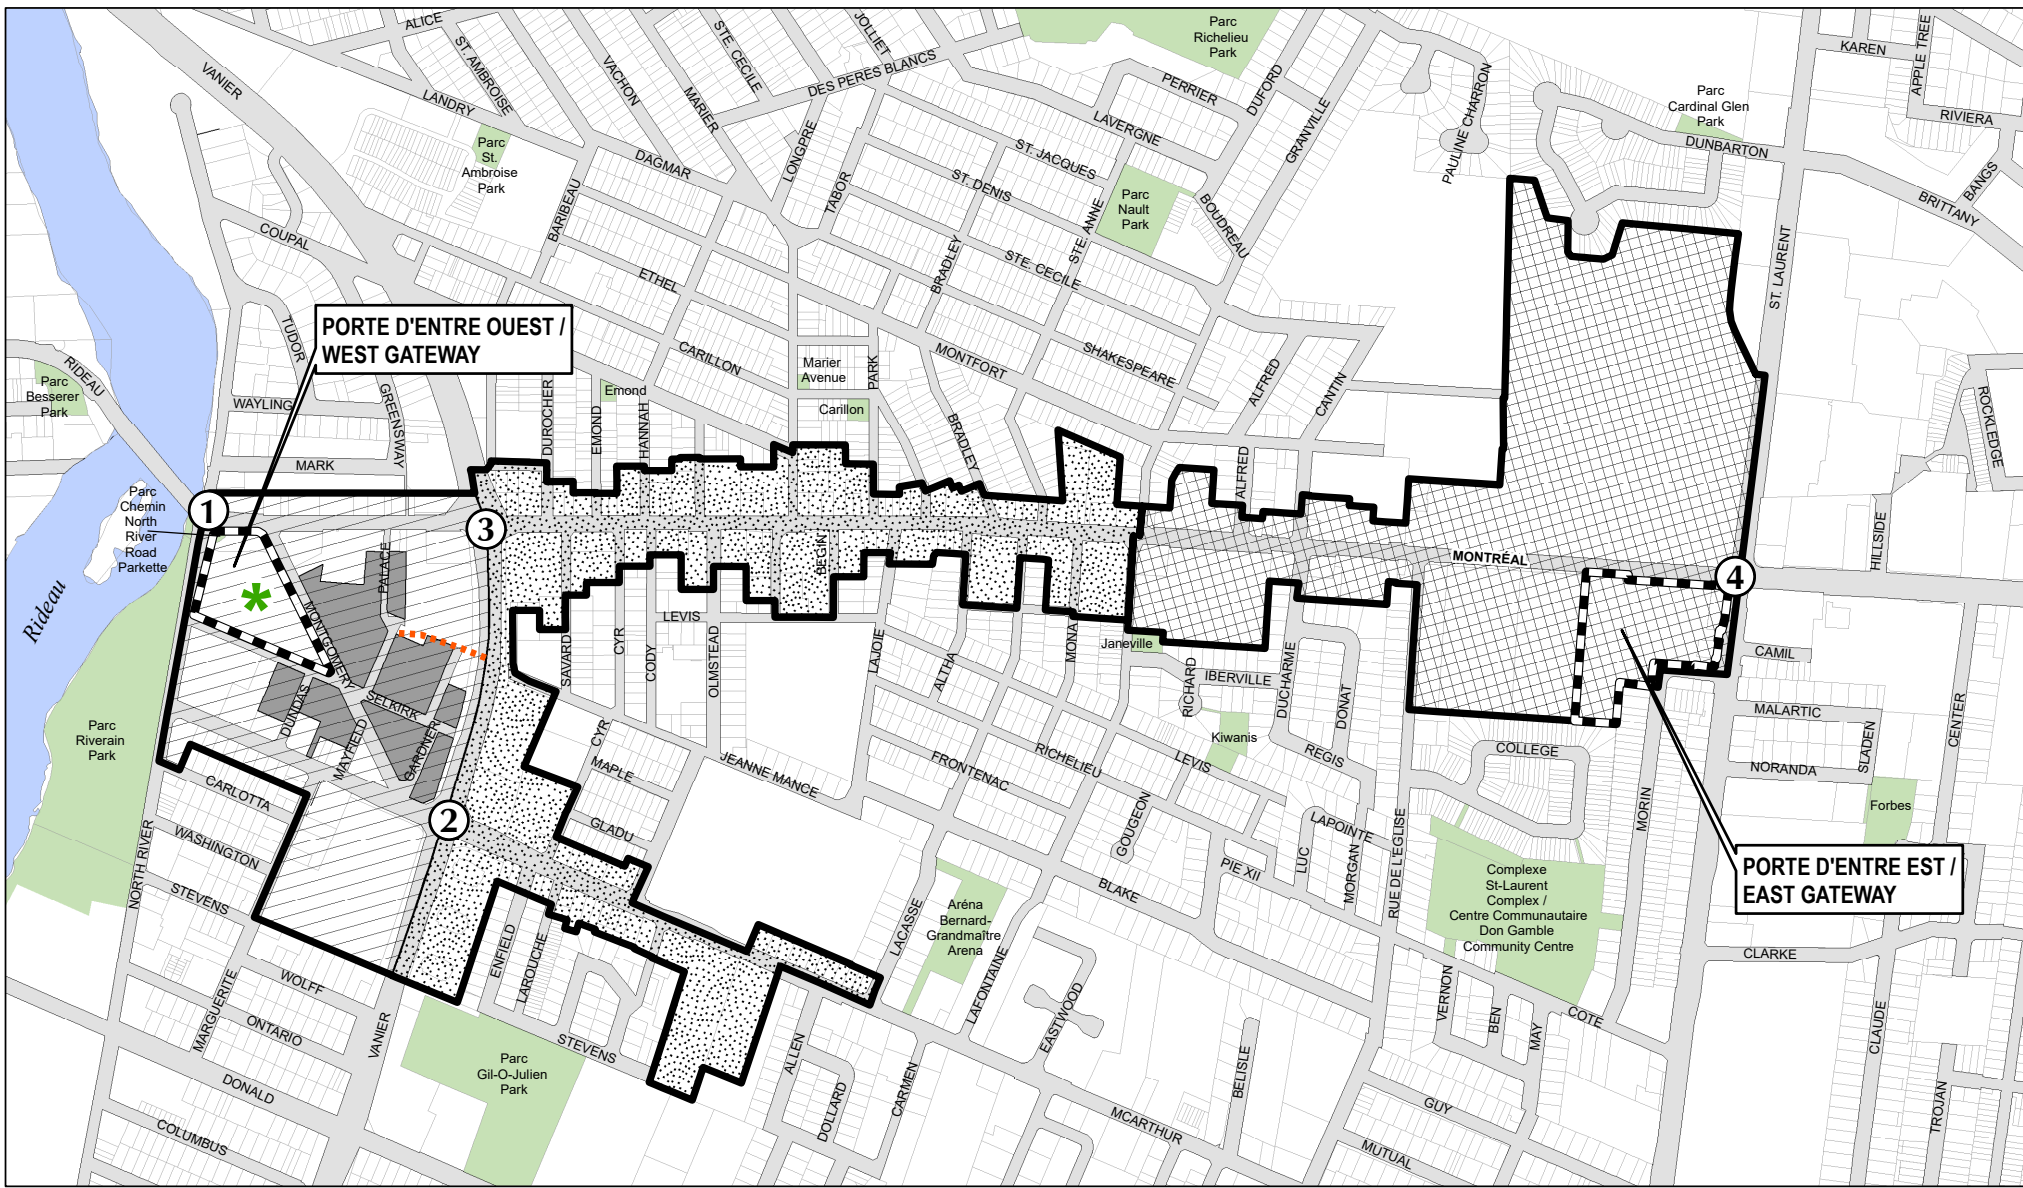 ALICE
ST. AMBROISE
VANIER
LANDRY
VACHON
STE. CECILE
MARIER
JOLLIET
DES PERES BLANCS
Parc
Richelieu
Park
PERRIER
DUFORD
LAVERGNE
GRANVILLE
PAULINE CHARRON
Parc
Cardinal Glen
Park
DUNBARTON
KAREN
APPLE TREE
RIVIERA
BANGS
BRITTANY
Parc
St.
Ambroise
Park
DAGMAR
LONGPRE
TABOR
ST. JACQUES
ST. DENIS
Parc
Nault
Park
BOUDREAU
STE. ANNE
STE. CECILE
BRADLEY
BARIBEAU
COUPAL
ETHEL
TUDOR
ST. LAURENT
PORTE D'ENTRE OUEST /
WEST GATEWAY
CARILLON
Marier
Avenue
PARK
MONTFORT
SHAKESPEARE
ALFRED
CANTIN
RIDEAU
Parc
Besserer
Park
WAYLING
GREENSWAY
DUROCHER
EMOND
Emond
HANNAH
Carillon
BRADLEY
ROCKLEDGE
MARK
ALFRED
Parc
Chemin
North
River
Road
Parkette
1
3
PALACE
BEGIN
MONTRÉAL
4
HILLSIDE
Rideau
*
MONTGOMERY
LEVIS
SAVARD
CYR
CODY
OLMSTEAD
LAJOIE
ALTHA
MONA
Janeville
RICHARD
IBERVILLE
DUCHARME
DONAT
CAMIL
MALARTIC
SLADEN
CENTER
Parc
Riverain
Park
DUNDAS
SELKIRK
MAYFIELD
GARDNER
CYR
MAPLE
JEANNE MANCE
FRONTENAC
RICHELIEU
LEVIS
Kiwanis
REGIS
COLLEGE
NORANDA
CARLOTTA
WASHINGTON
2
GLADU
GOUGEON
LUC
LAPOINTE
MORGAN
RUE DE L'EGLISE
MORIN
Forbes
NORTH RIVER
STEVENS
PIE XII
BLAKE
LACASSE
Aréna
Bernard-
Grandmaître
Arena
LAFONTAINE
Complexe
St-Laurent
Complex /
Centre Communautaire
Don Gamble
Community Centre
PORTE D'ENTRE EST /
EAST GATEWAY
CLARKE
ENFIELD
LAROUCHE
WOLFF
MARGUERITE
ONTARIO
VANIER
STEVENS
EASTWOOD
VERNON
BEN
MAY
COTE
CLAUDE
Parc
Gil-O-Julien
Park
DONALD
COLUMBUS
ALLEN
DOLLARD
CARMEN
MCARTHUR
BELISLE
GUY
MUTUAL
TROJAN